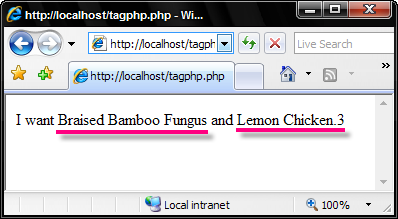 http://localhost/tagphp.php - Wi...
http://localhost/tagph
Live Search
http://localhost/tagphp.php
I want Braised Bamboo Fungus and Lemon Chicken.3
Local intranet
100%